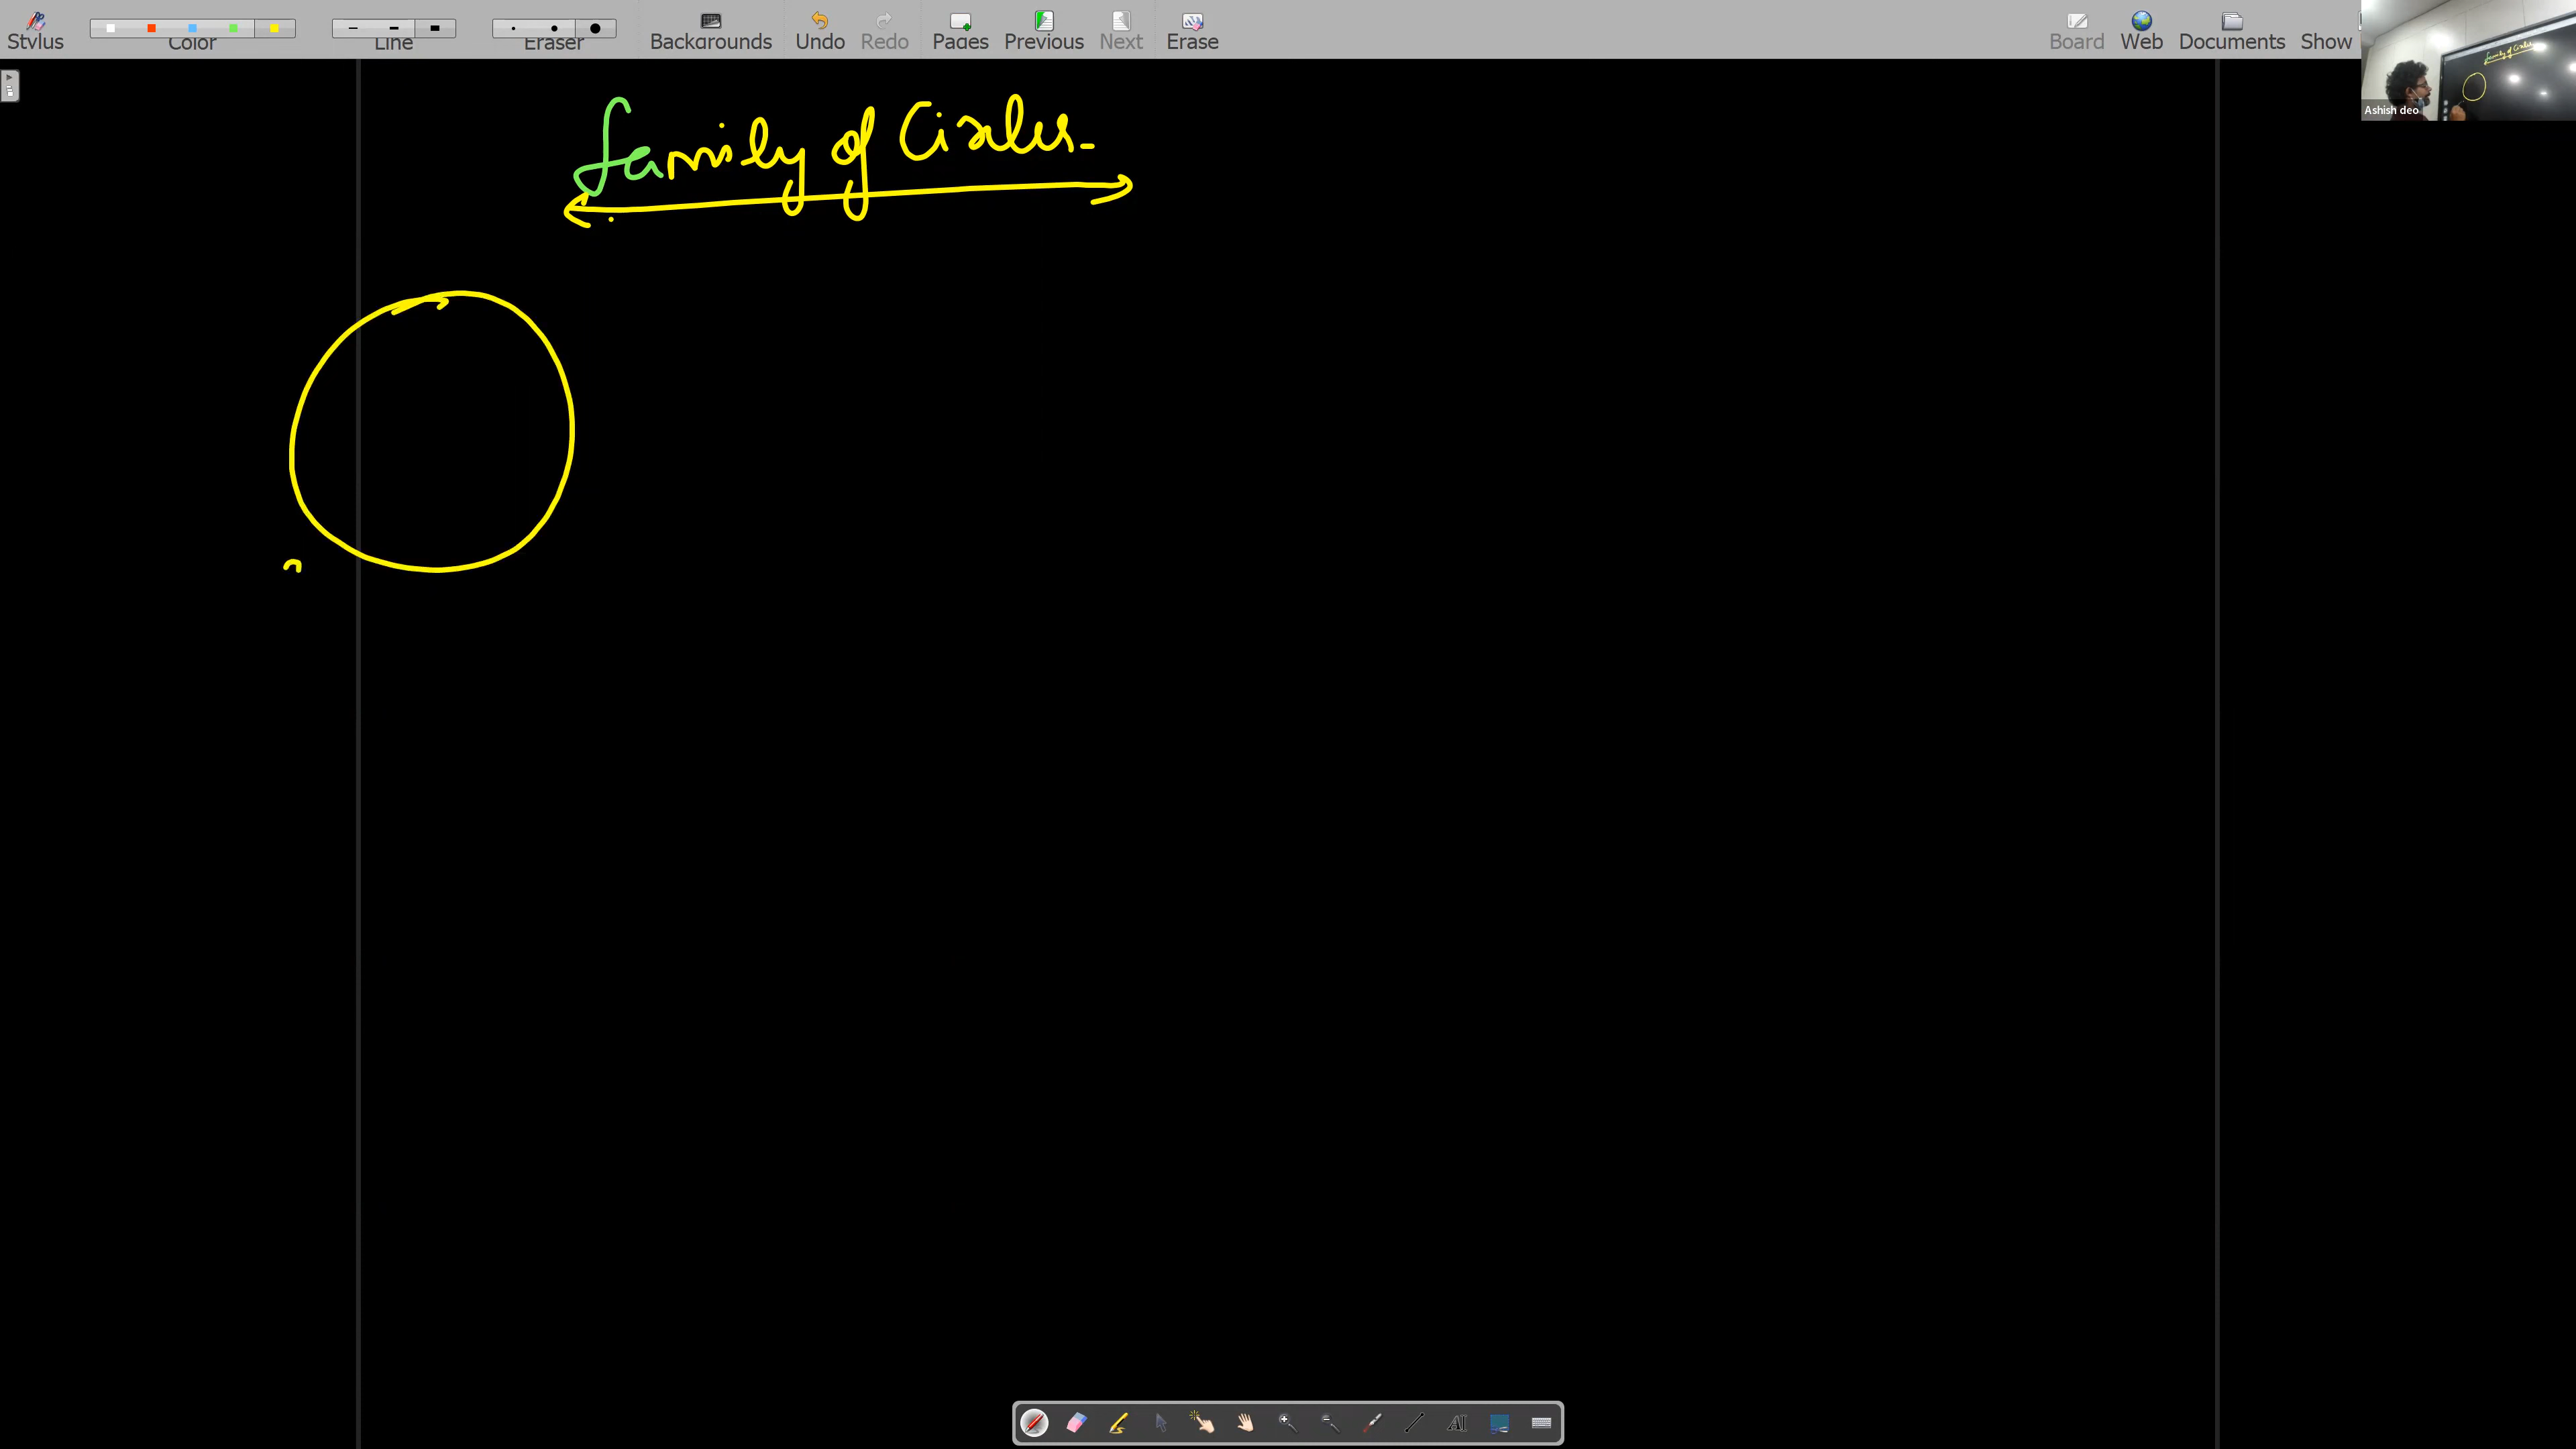 Stylus Color Line Eraser Backgrounds Undo Redo Pages Previous Next Erase Board Web Documents Show
Ashish deo
family of Circles.